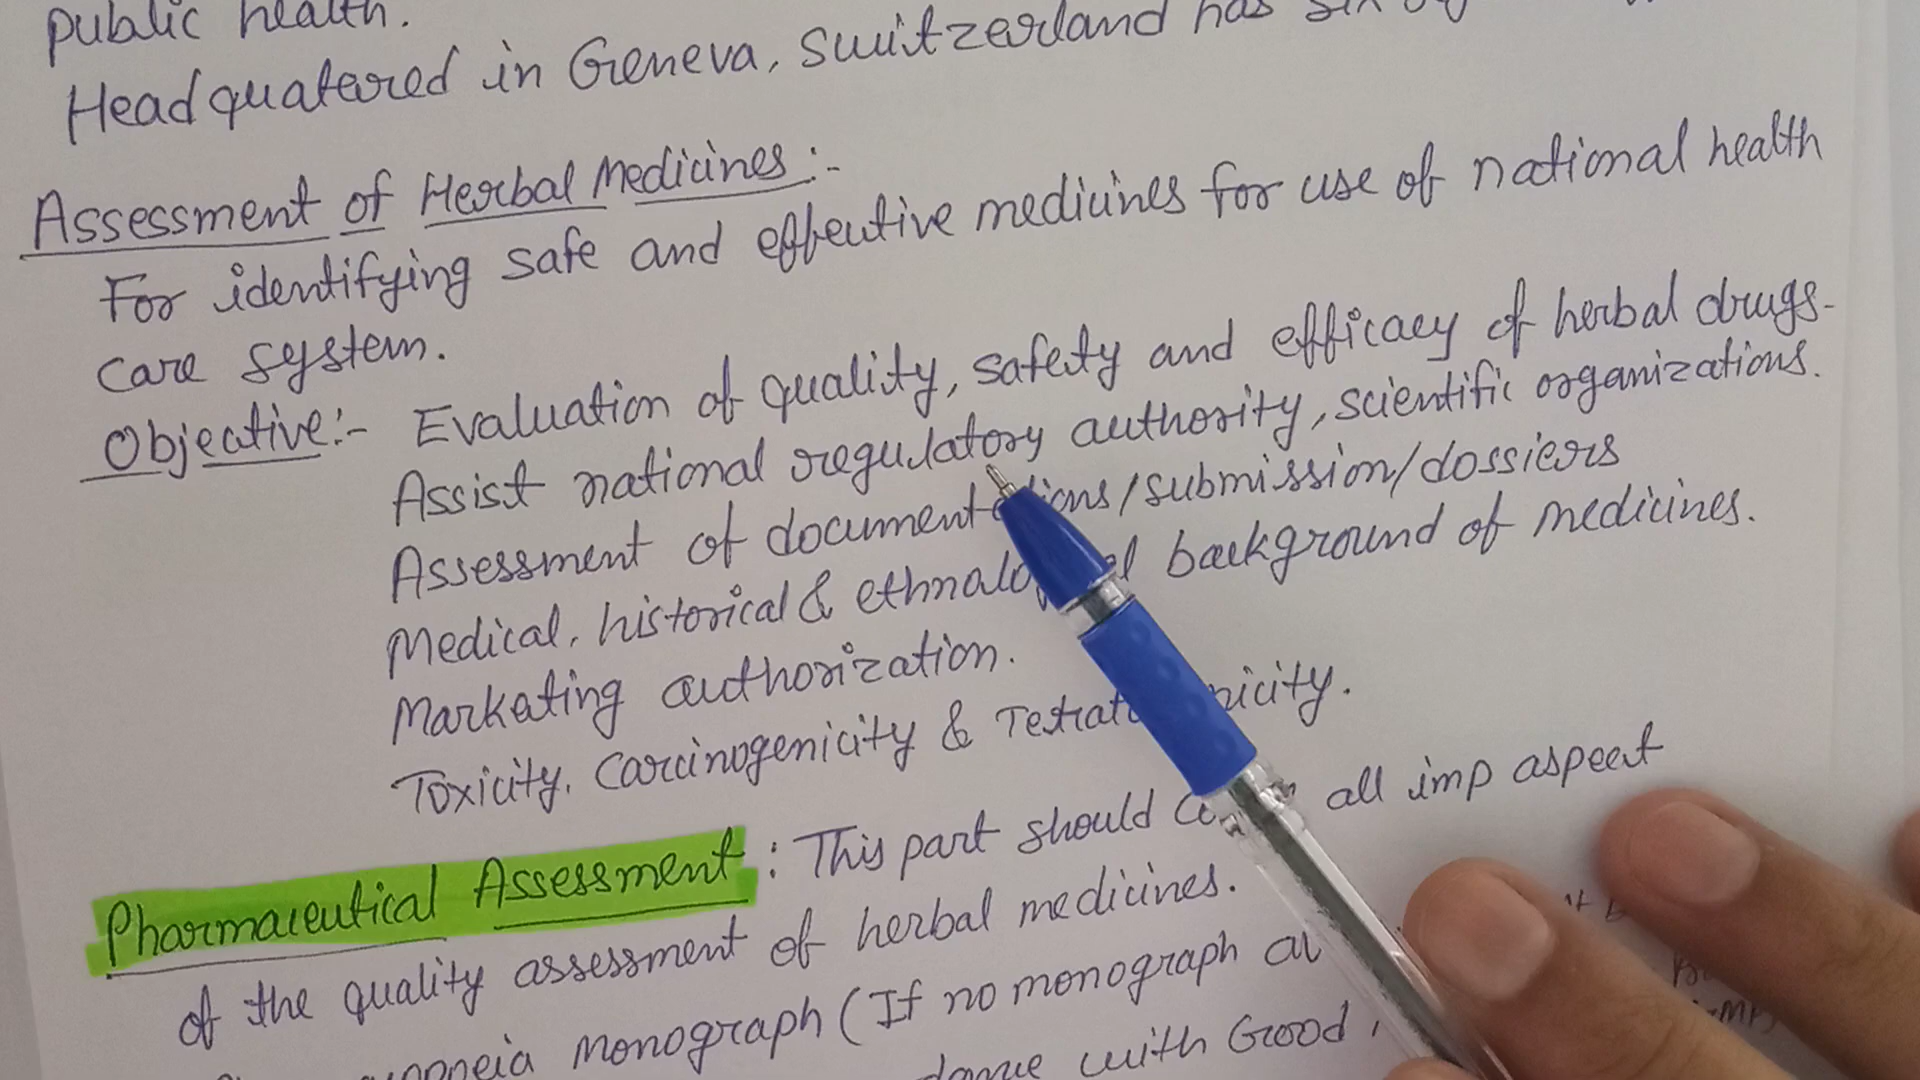 public health.
Headquatered in Geneva, Switzerland has six
Assessment of Herbal Medicines :-
For identifying safe and effective medicines for use of national health
care system.
Objective :- Evaluation of quality, safety and efficacy of herbal drugs-
Assist national regulatory authority, scientific organizations.
Assessment of documentations/submission/dossiers
Medical, historical & background of medicines.
Marketing authorization.
Toxicity, Carcinogenicity &
Pharmaceutical Assessment : This part should all imp aspect
of the quality assessment of herbal medicines.
monograph (If no monograph
with Good